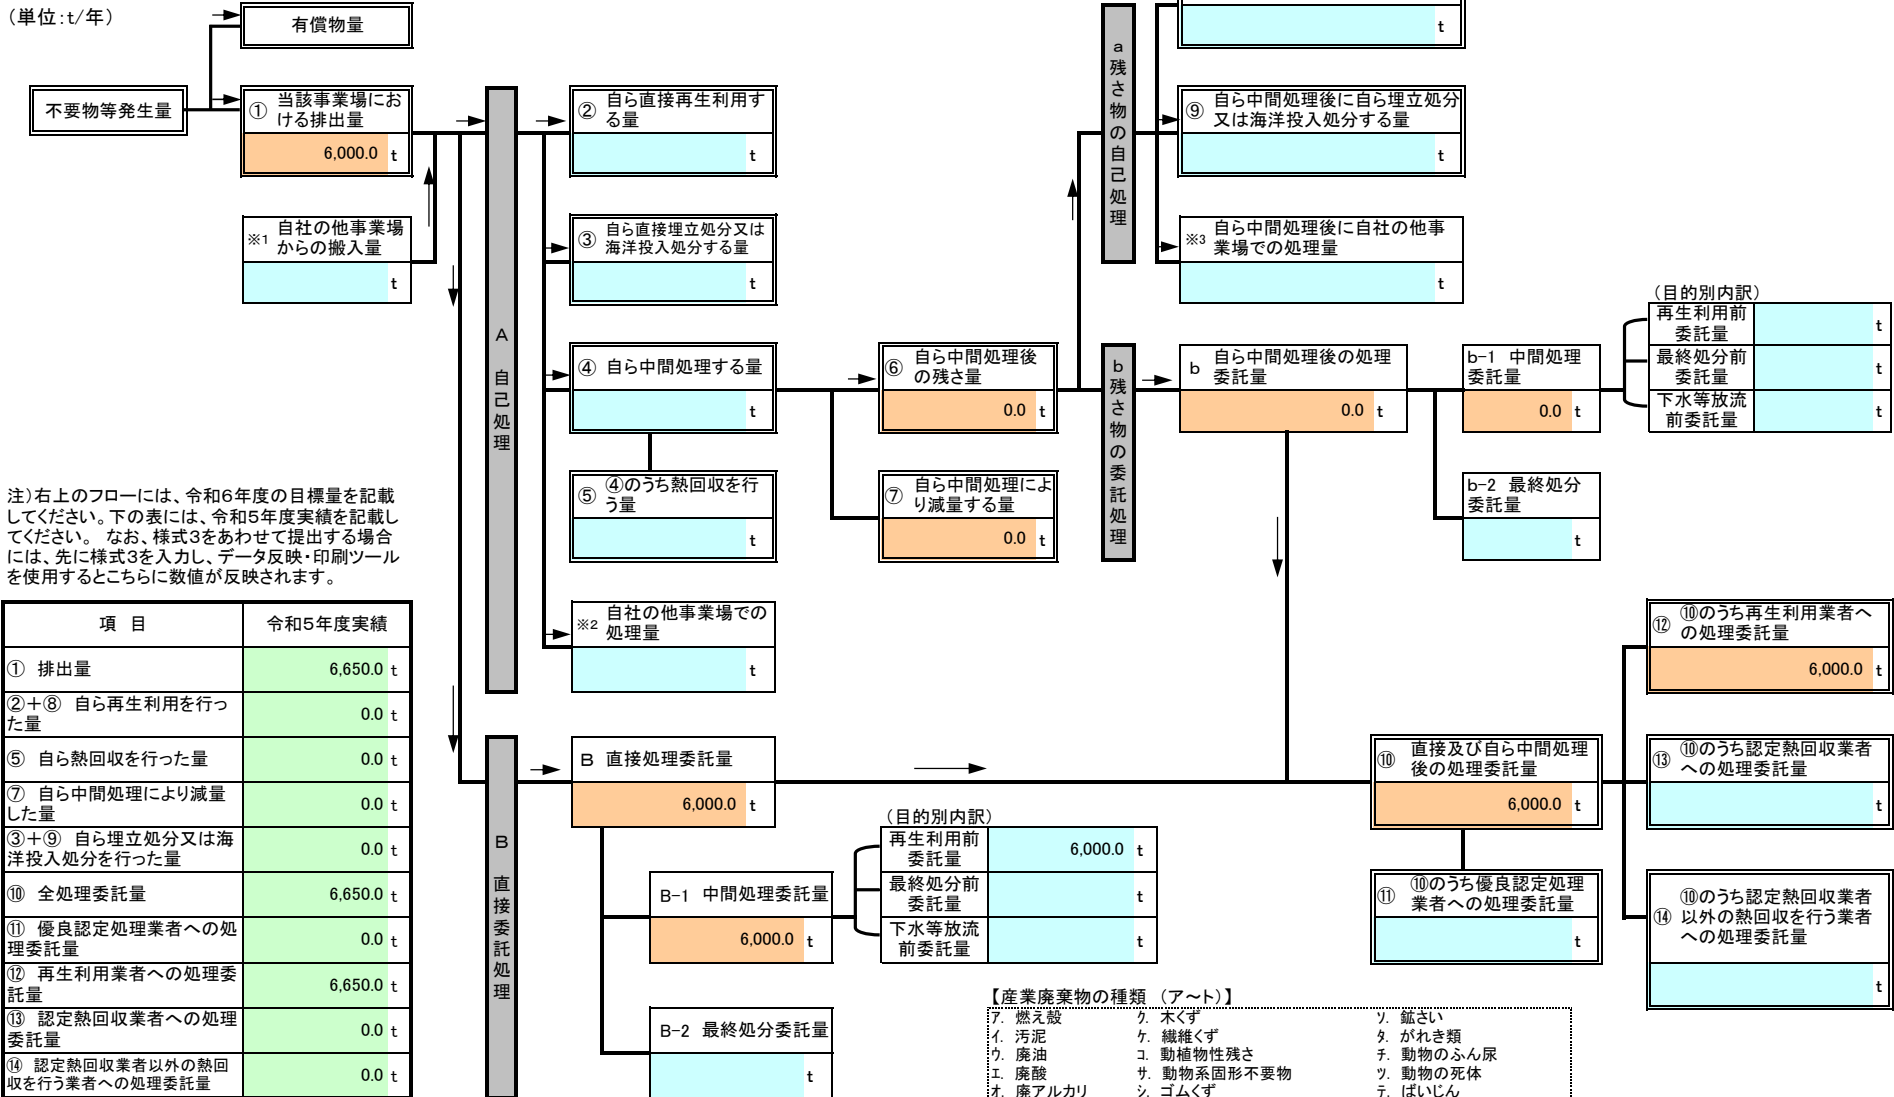 (単位:t/年)
有償物量
不要物等発生量
① 当該事業場にお
ける排出量
6,000.0 t
※1 自社の他事業場
からの搬入量
t
A 自己処理
② 自ら直接再生利用す
る量
t
③ 自ら直接埋立処分又は
海洋投入処分する量
t
④ 自ら中間処理する量
t
⑤ ④のうち熱回収を行
う量
t
※2 自社の他事業場での
処理量
t
⑥ 自ら中間処理後
の残さ量
0.0 t
⑦ 自ら中間処理によ
り減量する量
0.0 t
a 残さ物の自己処理
t
⑨ 自ら中間処理後に自ら埋立処分
又は海洋投入処分する量
t
※3 自ら中間処理後に自社の他事
業場での処理量
t
b 残さ物の委託処理
b 自ら中間処理後の処理
委託量
0.0 t
b-1 中間処理
委託量
0.0 t
(目的別内訳)
再生利用前
委託量
t
最終処分前
委託量
t
下水等放流
前委託量
t
b-2 最終処分
委託量
t
注)右上のフローには、令和6年度の目標量を記載
してください。下の表には、令和5年度実績を記載し
てください。 なお、様式3をあわせて提出する場合
には、先に様式3を入力し、データ反映・印刷ツール
を使用するとこちらに数値が反映されます。
項 目 令和5年度実績
① 排出量 6,650.0 t
②+⑧ 自ら再生利用を行っ
た量 0.0 t
⑤ 自ら熱回収を行った量 0.0 t
⑦ 自ら中間処理により減量
した量 0.0 t
③+⑨ 自ら埋立処分又は海
洋投入処分を行った量 0.0 t
⑩ 全処理委託量 6,650.0 t
⑪ 優良認定処理業者への処
理委託量 0.0 t
⑫ 再生利用業者への処理委
託量 6,650.0 t
⑬ 認定熱回収業者への処理
委託量 0.0 t
⑭ 認定熱回収業者以外の熱回
収を行う業者への処理委託量 0.0 t
B 直接委託処理
B 直接処理委託量
6,000.0 t
B-1 中間処理委託量
6,000.0 t
(目的別内訳)
再生利用前
委託量
6,000.0 t
最終処分前
委託量
t
下水等放流
前委託量
t
B-2 最終処分委託量
t
⑩ 直接及び自ら中間処理
後の処理委託量
6,000.0 t
⑪ ⑩のうち優良認定処理
業者への処理委託量
t
⑫ ⑩のうち再生利用業者へ
の処理委託量
6,000.0 t
⑬ ⑩のうち認定熱回収業者
への処理委託量
t
⑭ ⑩のうち認定熱回収業者
以外の熱回収を行う業者
への処理委託量
t
【産業廃棄物の種類 (ア~ト)】
ア. 燃え殻 ク. 木くず ソ. 鉱さい
イ. 汚泥 ケ. 繊維くず タ. がれき類
ウ. 廃油 コ. 動植物性残さ チ. 動物のふん尿
エ. 廃酸 サ. 動物系固形不要物 ツ. 動物の死体
オ. 廃アルカリ シ. ゴムくず テ. ばいじん